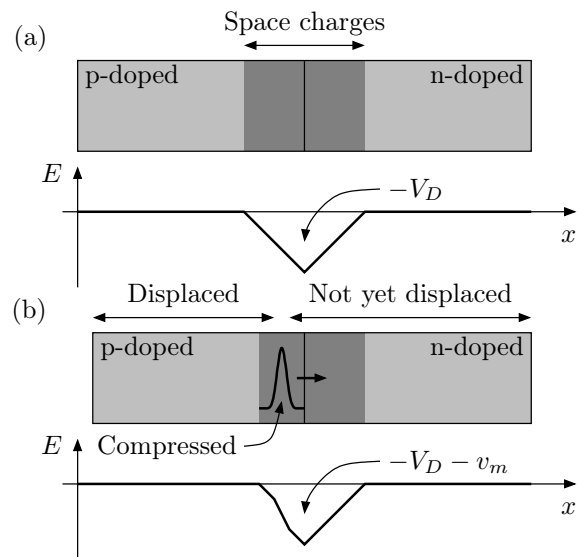 (a)
Space charges
p-doped
n-doped
E
−V_D
x
(b)
Displaced
Not yet displaced
p-doped
n-doped
Compressed
E
−V_D − v_m
x